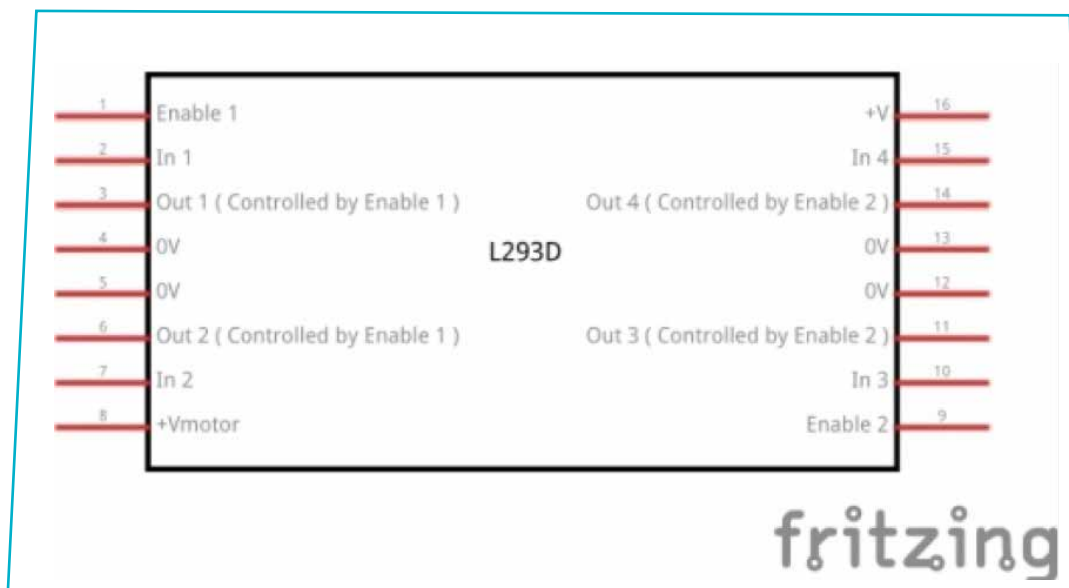 1 Enable 1 +V 16
2 In 1 In 4 15
3 Out 1 ( Controlled by Enable 1 ) Out 4 ( Controlled by Enable 2 ) 14
4 0V 0V 13
L293D
5 0V 0V 12
6 Out 2 ( Controlled by Enable 1 ) Out 3 ( Controlled by Enable 2 ) 11
7 In 2 In 3 10
8 +Vmotor Enable 2 9
fritzing